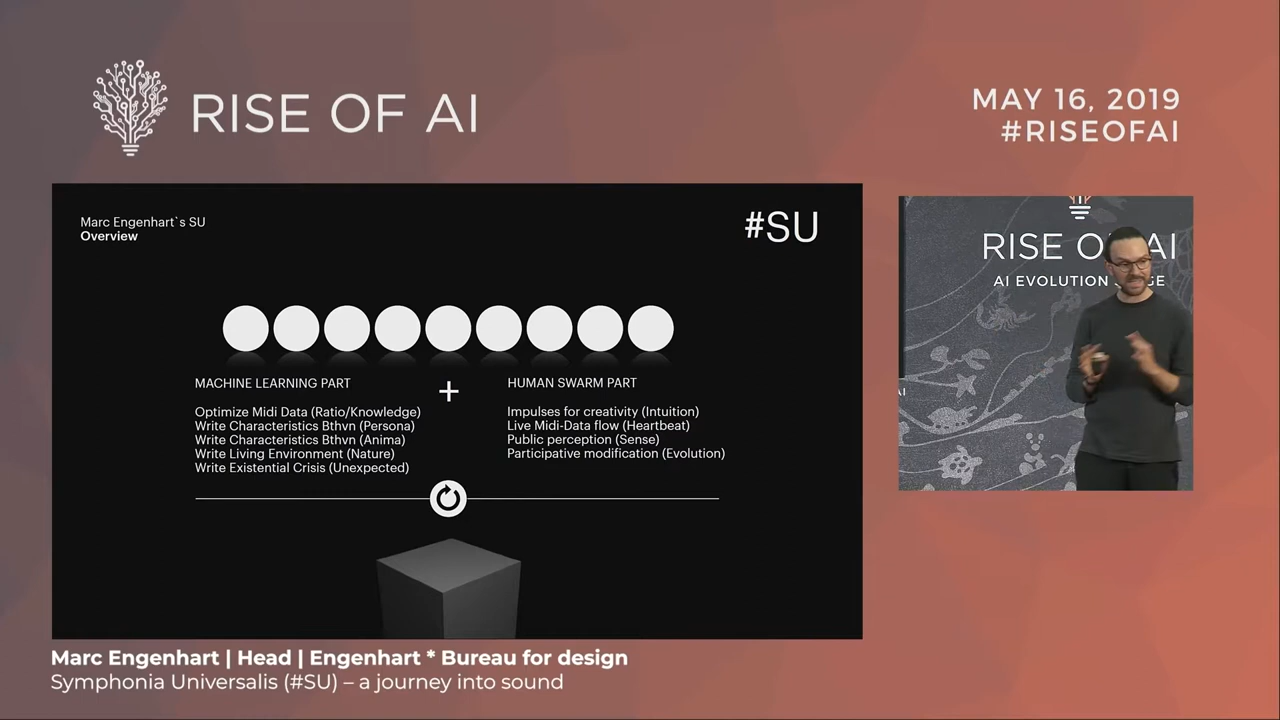 RISE OF AI
MAY 16, 2019
#RISEOFAI
Marc Engenhart`s SU
Overview
#SU
MACHINE LEARNING PART
Optimize Midi Data (Ratio/Knowledge)
Write Characteristics Bthvn (Persona)
Write Characteristics Bthvn (Anima)
Write Living Environment (Nature)
Write Existential Crisis (Unexpected)
+
HUMAN SWARM PART
Impulses for creativity (Intuition)
Live Midi-Data flow (Heartbeat)
Public perception (Sense)
Participative modification (Evolution)
RISE O AI
AI EVOLUTION S GE
AI
Marc Engenhart | Head | Engenhart * Bureau for design
Symphonia Universalis (#SU) – a journey into sound